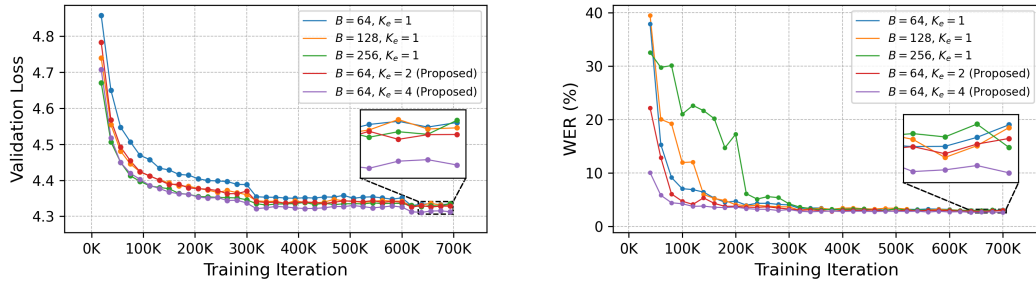 Validation Loss
4.8
4.7
4.6
4.5
4.4
4.3
B = 64, K_e = 1
B = 128, K_e = 1
B = 256, K_e = 1
B = 64, K_e = 2 (Proposed)
B = 64, K_e = 4 (Proposed)
0K 100K 200K 300K 400K 500K 600K 700K
Training Iteration
WER (%)
40
30
20
10
0
B = 64, K_e = 1
B = 128, K_e = 1
B = 256, K_e = 1
B = 64, K_e = 2 (Proposed)
B = 64, K_e = 4 (Proposed)
0K 100K 200K 300K 400K 500K 600K 700K
Training Iteration